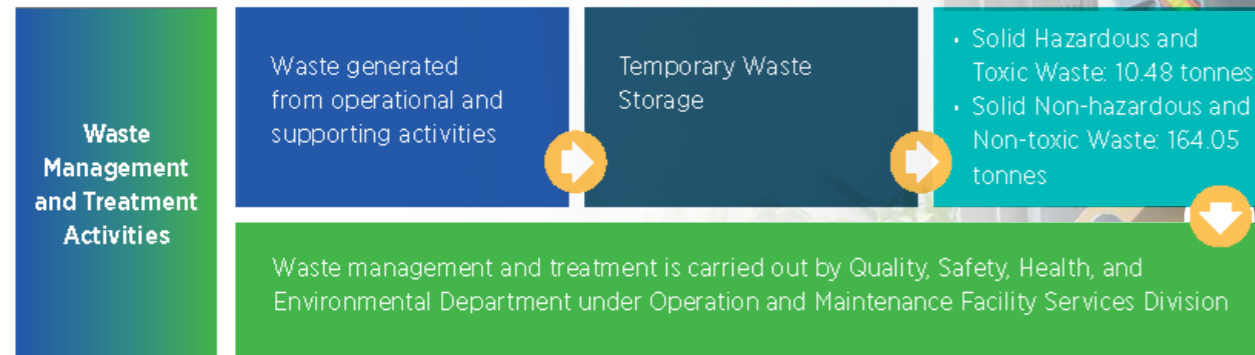 Waste
Management
and Treatment
Activities
Waste generated
from operational and
supporting activities
Temporary Waste
Storage
• Solid Hazardous and
Toxic Waste: 10.48 tonnes
• Solid Non-hazardous and
Non-toxic Waste: 164.05
tonnes
Waste management and treatment is carried out by Quality, Safety, Health, and
Environmental Department under Operation and Maintenance Facility Services Division